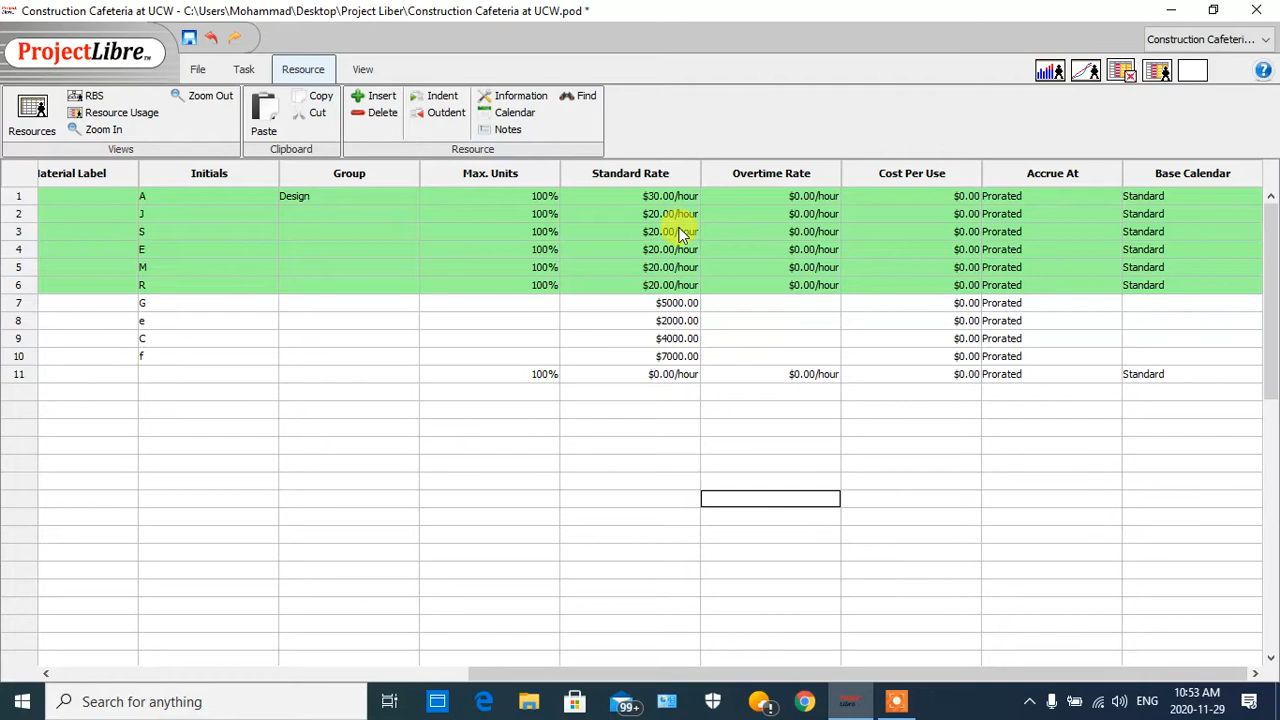 Construction Cafeteria at UCW - C:\Users\Mohammad\Desktop\Project Liber\Construction Cafeteria at UCW.pod *
ProjectLibre
Construction Cafeteri...
File Task Resource View
Resources
RBS
Resource Usage
Zoom In
Zoom Out
Views
Paste
Copy
Cut
Clipboard
Insert
Delete
Indent
Outdent
Information
Calendar
Notes
Find
Resource
aterial Label Initials Group Max. Units Standard Rate Overtime Rate Cost Per Use Accrue At Base Calendar
1 A Design 100% $30.00/hour $0.00/hour $0.00 Prorated Standard
2 J 100% $20.00/hour $0.00/hour $0.00 Prorated Standard
3 S 100% $20.00/hour $0.00/hour $0.00 Prorated Standard
4 E 100% $20.00/hour $0.00/hour $0.00 Prorated Standard
5 M 100% $20.00/hour $0.00/hour $0.00 Prorated Standard
6 R 100% $20.00/hour $0.00/hour $0.00 Prorated Standard
7 G $5000.00 $0.00 Prorated
8 e $2000.00 $0.00 Prorated
9 C $4000.00 $0.00 Prorated
10 f $7000.00 $0.00 Prorated
11 100% $0.00/hour $0.00/hour $0.00 Prorated Standard
Search for anything
99+
ENG
10:53 AM
2020-11-29